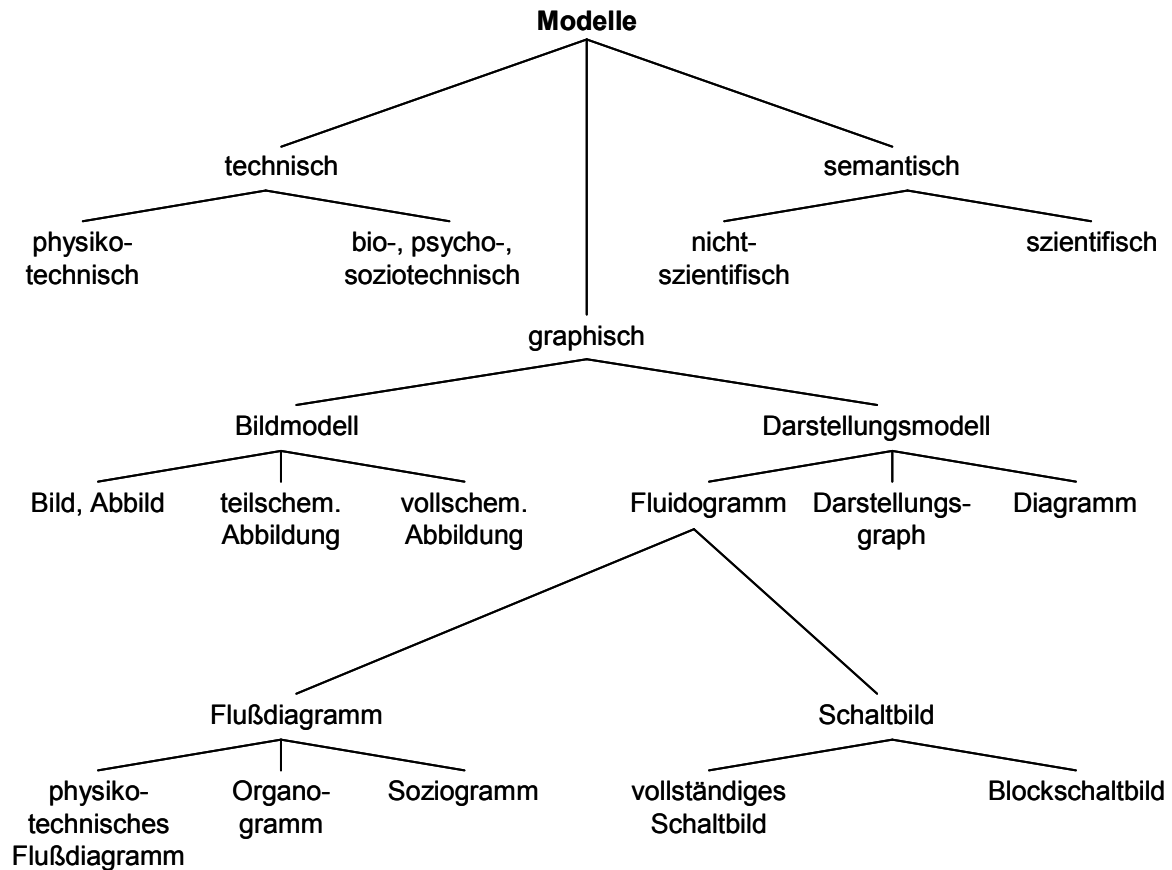 Modelle
technisch
semantisch
physiko-
technisch
bio-, psycho-,
soziotechnisch
nicht-
szientifisch
szientifisch
graphisch
Bildmodell
Darstellungsmodell
Bild, Abbild
teilschem.
Abbildung
vollschem.
Abbildung
Fluidogramm
Darstellungs-
graph
Diagramm
Flußdiagramm
Schaltbild
physiko-
technisches
Flußdiagramm
Organo-
gramm
Soziogramm
vollständiges
Schaltbild
Blockschaltbild